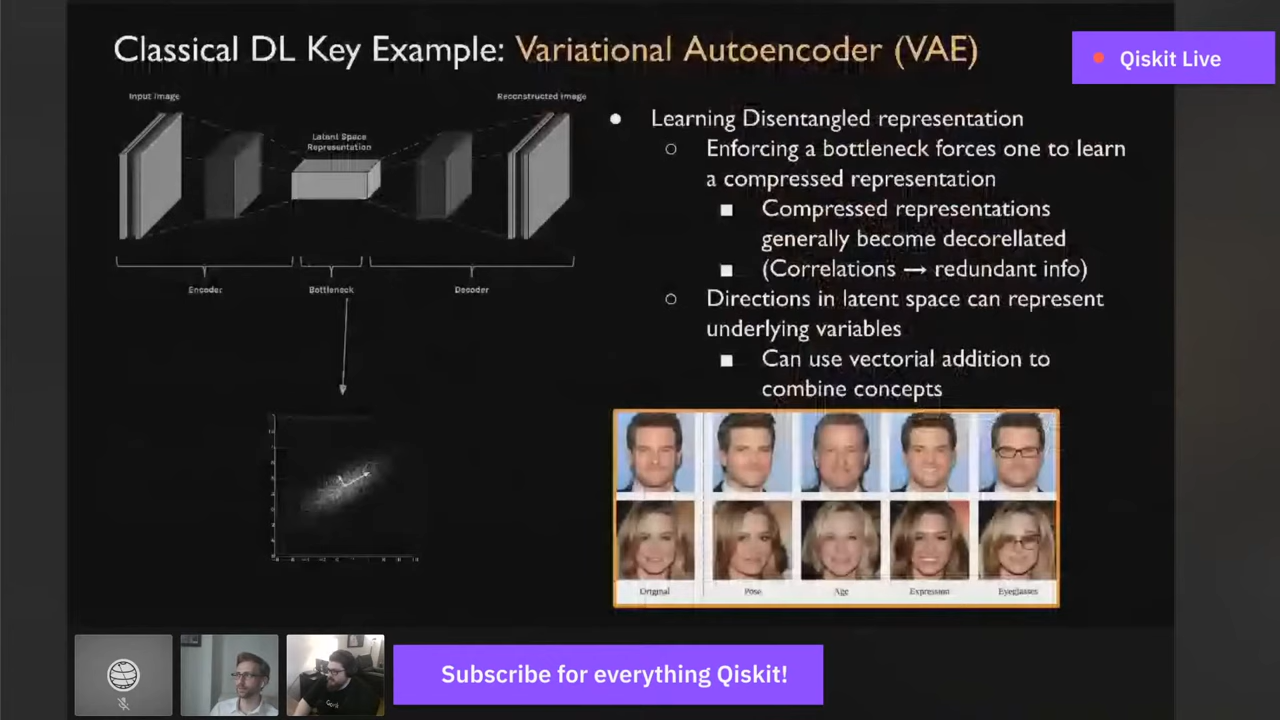 Classical DL Key Example: Variational Autoencoder (VAE)
Qiskit Live
Input Image
Reconstructed Image
Latent Space
Representation
Encoder
Bottleneck
Decoder
● Learning Disentangled representation
○ Enforcing a bottleneck forces one to learn
a compressed representation
■ Compressed representations
generally become decorellated
■ (Correlations → redundant info)
○ Directions in latent space can represent
underlying variables
■ Can use vectorial addition to
combine concepts
Original
Pose
Age
Expression
Eyeglasses
Subscribe for everything Qiskit!